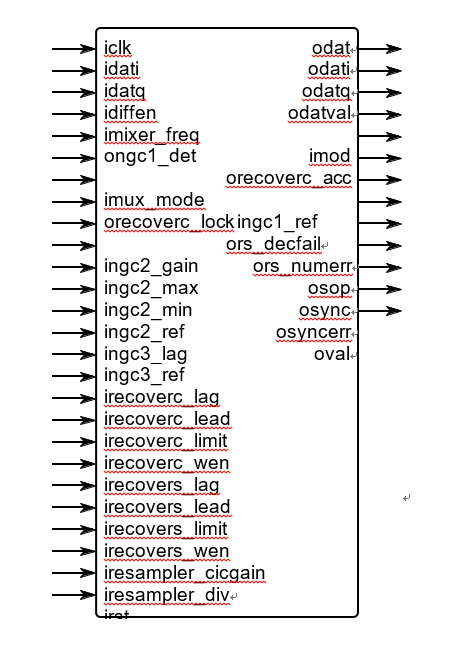 iclk odat
idati odati
idatq odatq
idiffen odatval
imixer_freq
ongc1_det imod
orecoverc_acc
imux_mode
orecoverc_lock ingc1_ref
ors_decfail
ingc2_gain ors_numerr
ingc2_max osop
ingc2_min osync
ingc2_ref osyncerr
ingc3_lag oval
ingc3_ref
irecoverc_lag
irecoverc_lead
irecoverc_limit
irecoverc_wen
irecovers_lag
irecovers_lead
irecovers_limit
irecovers_wen
iresampler_cicgain
iresampler_div